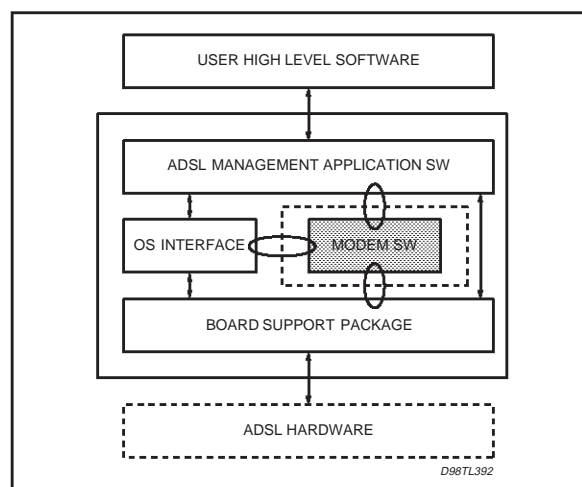 USER HIGH LEVEL SOFTWARE
ADSL MANAGEMENT APPLICATION SW
OS INTERFACE
MODEM SW
BOARD SUPPORT PACKAGE
ADSL HARDWARE
D98TL392